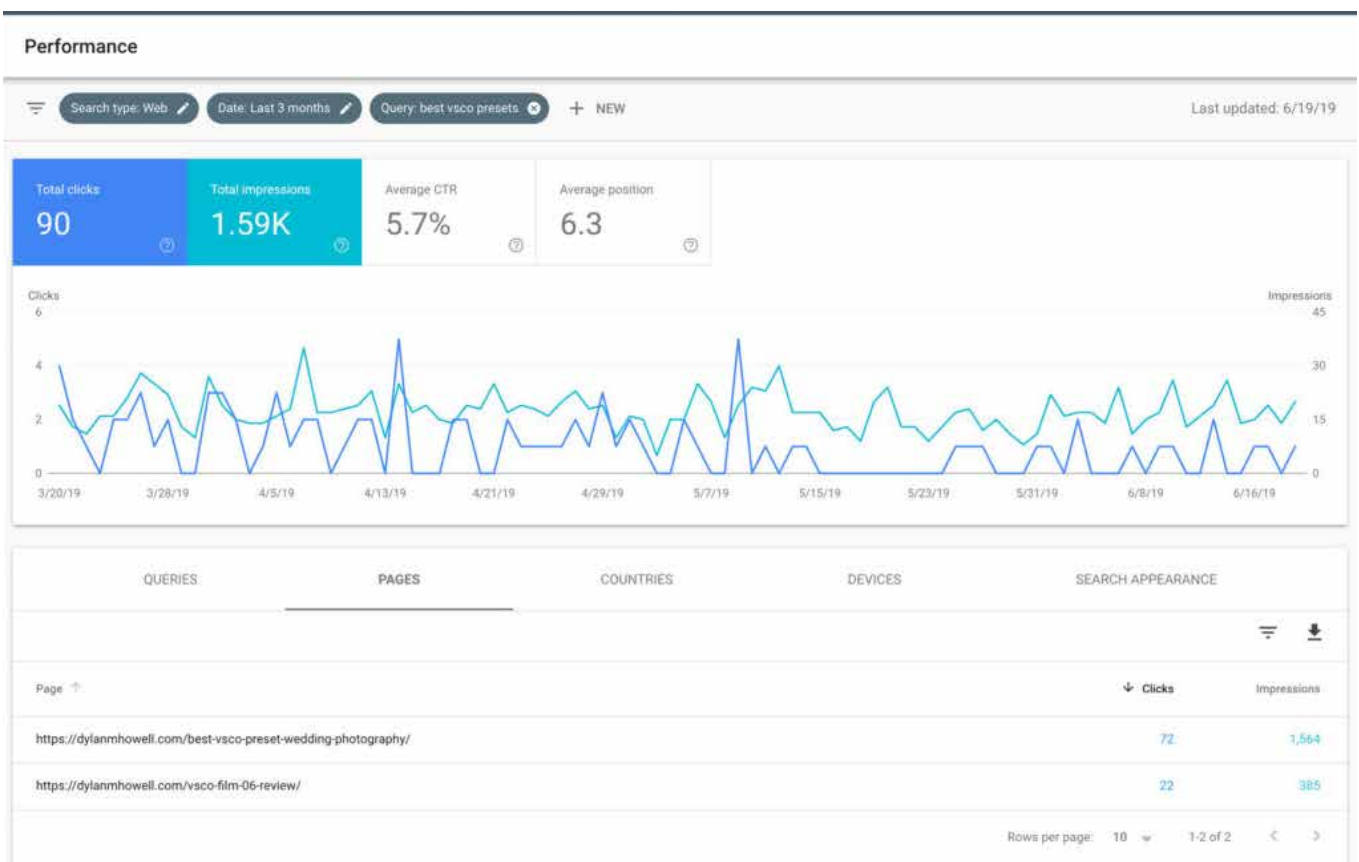 Performance
Search type: Web Date: Last 3 months Query: best vsco presets + NEW Last updated: 6/19/19
Total clicks Total impressions Average CTR Average position
90 1.59K 5.7% 6.3
Clicks Impressions
6 45
4 30
2 15
0 0
3/20/19 3/28/19 4/5/19 4/13/19 4/21/19 4/29/19 5/7/19 5/15/19 5/23/19 5/31/19 6/8/19 6/16/19
QUERIES PAGES COUNTRIES DEVICES SEARCH APPEARANCE
Page Clicks Impressions
https://dylanmhowell.com/best-vsco-preset-wedding-photography/ 72 1,564
https://dylanmhowell.com/vsco-film-06-review/ 22 385
Rows per page: 10 1-2 of 2